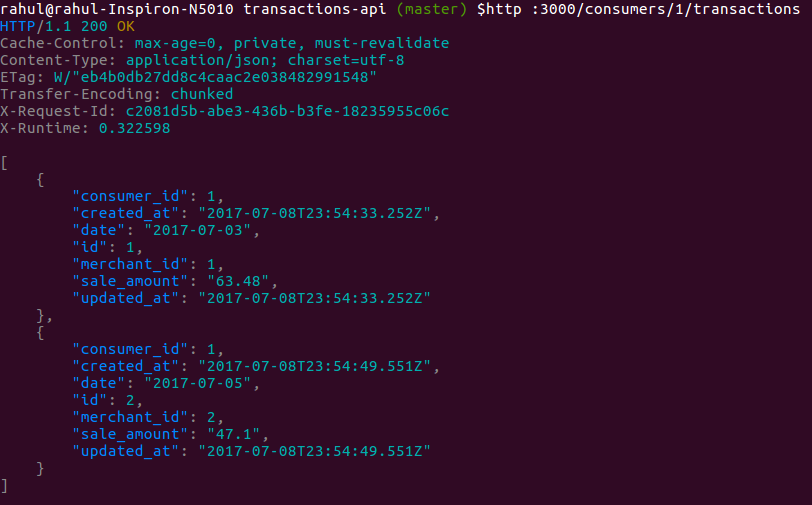 rahul@rahul-Inspiron-N5010 transactions-api (master) $http :3000/consumers/1/transactions
HTTP/1.1 200 OK
Cache-Control: max-age=0, private, must-revalidate
Content-Type: application/json; charset=utf-8
ETag: W/"eb4b0db27dd8c4caac2e038482991548"
Transfer-Encoding: chunked
X-Request-Id: c2081d5b-abe3-436b-b3fe-18235955c06c
X-Runtime: 0.322598

[
    {
        "consumer_id": 1,
        "created_at": "2017-07-08T23:54:33.252Z",
        "date": "2017-07-03",
        "id": 1,
        "merchant_id": 1,
        "sale_amount": "63.48",
        "updated_at": "2017-07-08T23:54:33.252Z"
    },
    {
        "consumer_id": 1,
        "created_at": "2017-07-08T23:54:49.551Z",
        "date": "2017-07-05",
        "id": 2,
        "merchant_id": 2,
        "sale_amount": "47.1",
        "updated_at": "2017-07-08T23:54:49.551Z"
    }
]